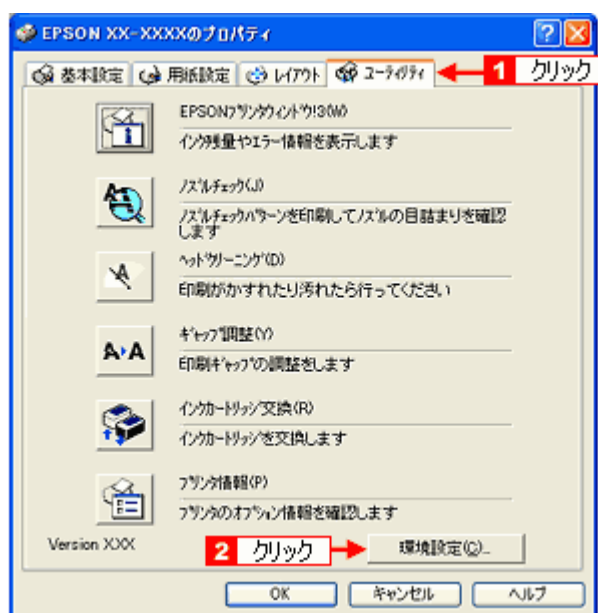 EPSON XX-XXXXのプロパティ
基本設定 用紙設定 レイアウト ユーティリティ 1 クリック
EPSONプリンタウィンドウ!3(W)
インク残量やエラー情報を表示します
ノズルチェック(J)
ノズルチェックパターンを印刷してノズルの目詰まりを確認
します
ヘッドクリーニング(D)
印刷がかすれたり汚れたら行ってください
ギャップ調整(Y)
印刷ギャップの調整をします
インクカートリッジ交換(R)
インクカートリッジを交換します
プリンタ情報(P)
プリンタのオプション情報を確認します
Version XXX
2 クリック 環境設定(C)...
OK キャンセル ヘルプ